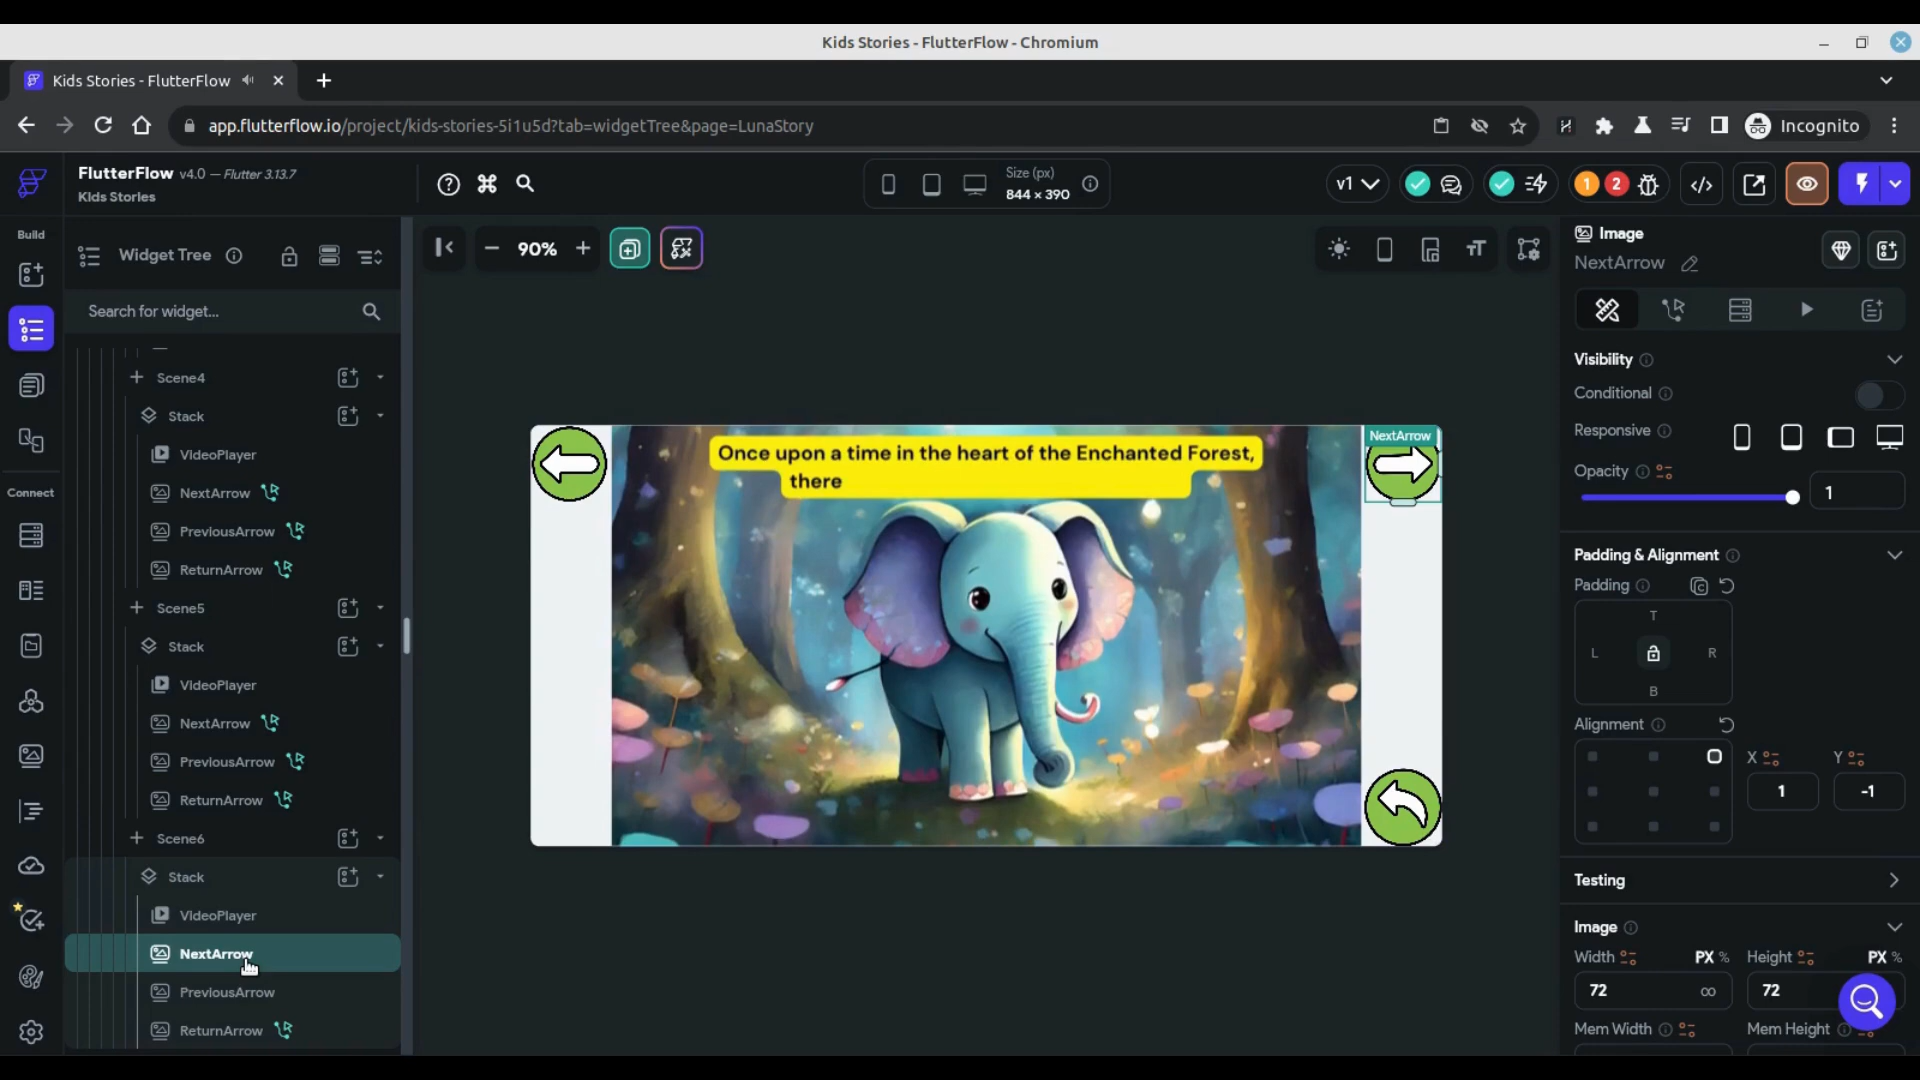 Kids Stories - FlutterFlow - Chromium
Kids Stories - FlutterFlow
app.flutterflow.io/project/kids-stories-5i1u5d?tab=widgetTree&page=LunaStory
Incognito
FlutterFlow v4.0 — Flutter 3.13.7
Kids Stories
Size (px)
844 × 390
v1
1
2
Build
Widget Tree
90%
Search for widget...
Scene4
Stack
VideoPlayer
NextArrow
PreviousArrow
ReturnArrow
Scene5
Stack
VideoPlayer
NextArrow
PreviousArrow
ReturnArrow
Scene6
Stack
VideoPlayer
NextArrow
PreviousArrow
ReturnArrow
Connect
NextArrow
Once upon a time in the heart of the Enchanted Forest,
there
Image
NextArrow
Visibility
Conditional
Responsive
Opacity
1
Padding & Alignment
Padding
T
L
R
B
Alignment
X
Y
1
-1
Testing
Image
Width PX %
Height PX %
72 ∞
72
Mem Width
Mem Height